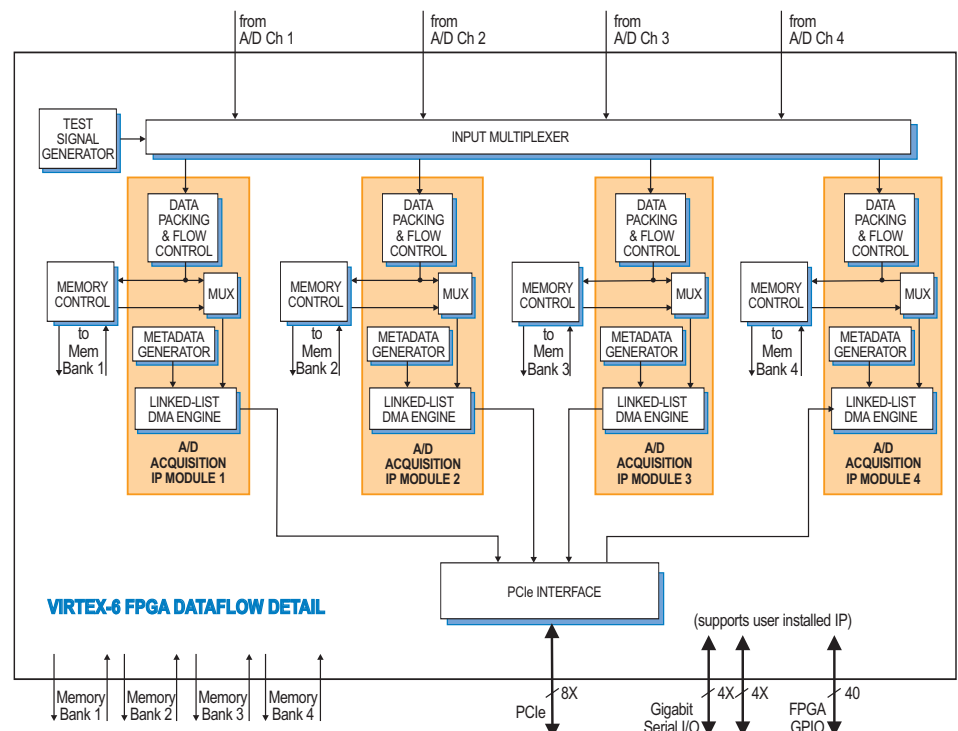 from
A/D Ch 1
from
A/D Ch 2
from
A/D Ch 3
from
A/D Ch 4
TEST
SIGNAL
GENERATOR
INPUT MULTIPLEXER
DATA
PACKING
& FLOW
CONTROL
MEMORY
CONTROL
MUX
to
Mem
Bank 1
METADATA
GENERATOR
LINKED-LIST
DMA ENGINE
A/D
ACQUISITION
IP MODULE 1
DATA
PACKING
& FLOW
CONTROL
MEMORY
CONTROL
MUX
to
Mem
Bank 2
METADATA
GENERATOR
LINKED-LIST
DMA ENGINE
A/D
ACQUISITION
IP MODULE 2
DATA
PACKING
& FLOW
CONTROL
MEMORY
CONTROL
MUX
to
Mem
Bank 3
METADATA
GENERATOR
LINKED-LIST
DMA ENGINE
A/D
ACQUISITION
IP MODULE 3
DATA
PACKING
& FLOW
CONTROL
MEMORY
CONTROL
MUX
to
Mem
Bank 4
METADATA
GENERATOR
LINKED-LIST
DMA ENGINE
A/D
ACQUISITION
IP MODULE 4
PCIe INTERFACE
VIRTEX-6 FPGA DATAFLOW DETAIL
(supports user installed IP)
Memory
Bank 1
Memory
Bank 2
Memory
Bank 3
Memory
Bank 4
8X
PCIe
4X
4X
Gigabit
Serial I/O
40
FPGA
GPIO